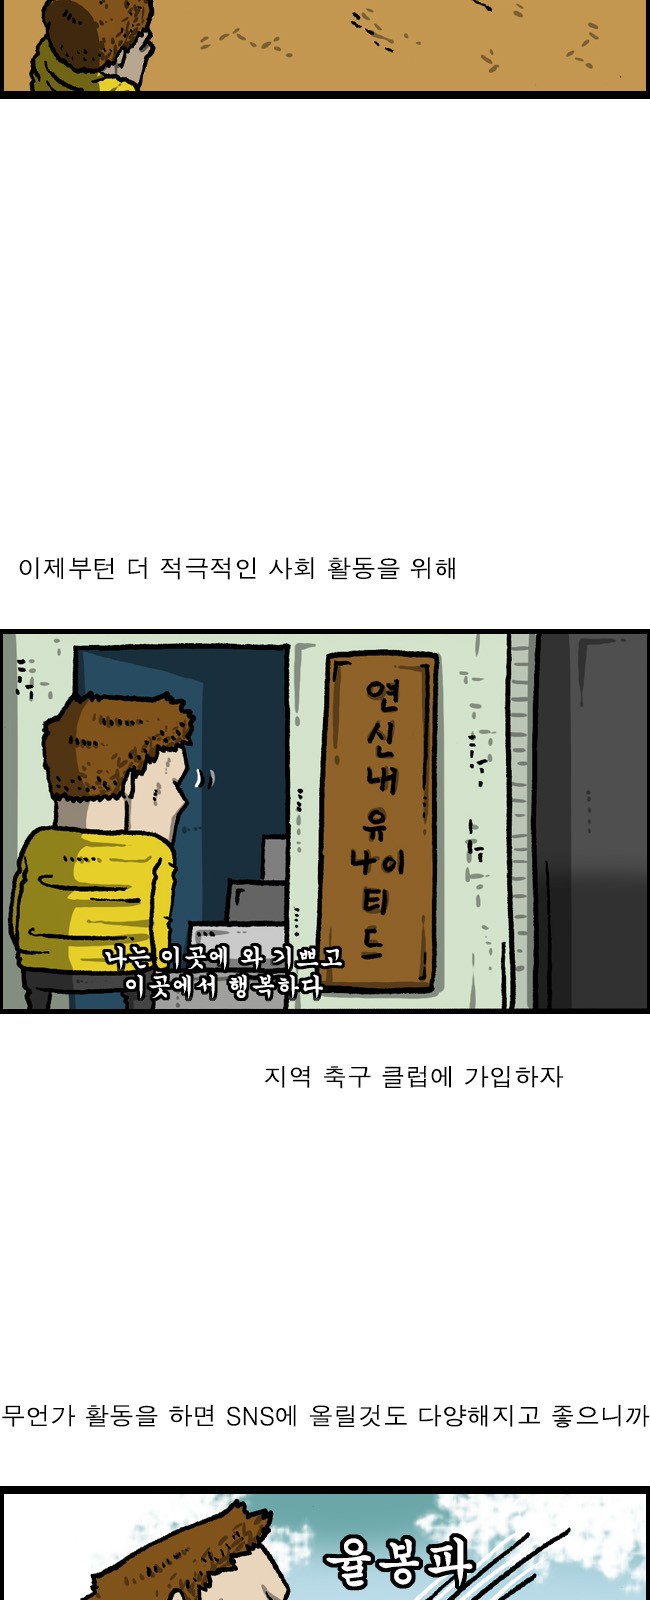 이제부턴 더 적극적인 사회 활동을 위해
연
신
내
유
나이
티
드
나는 이곳에 와 기쁘고
이곳에서 행복하다
지역 축구 클럽에 가입하자
무언가 활동을 하면 SNS에 올릴것도 다양해지고 좋으니까
율봉파